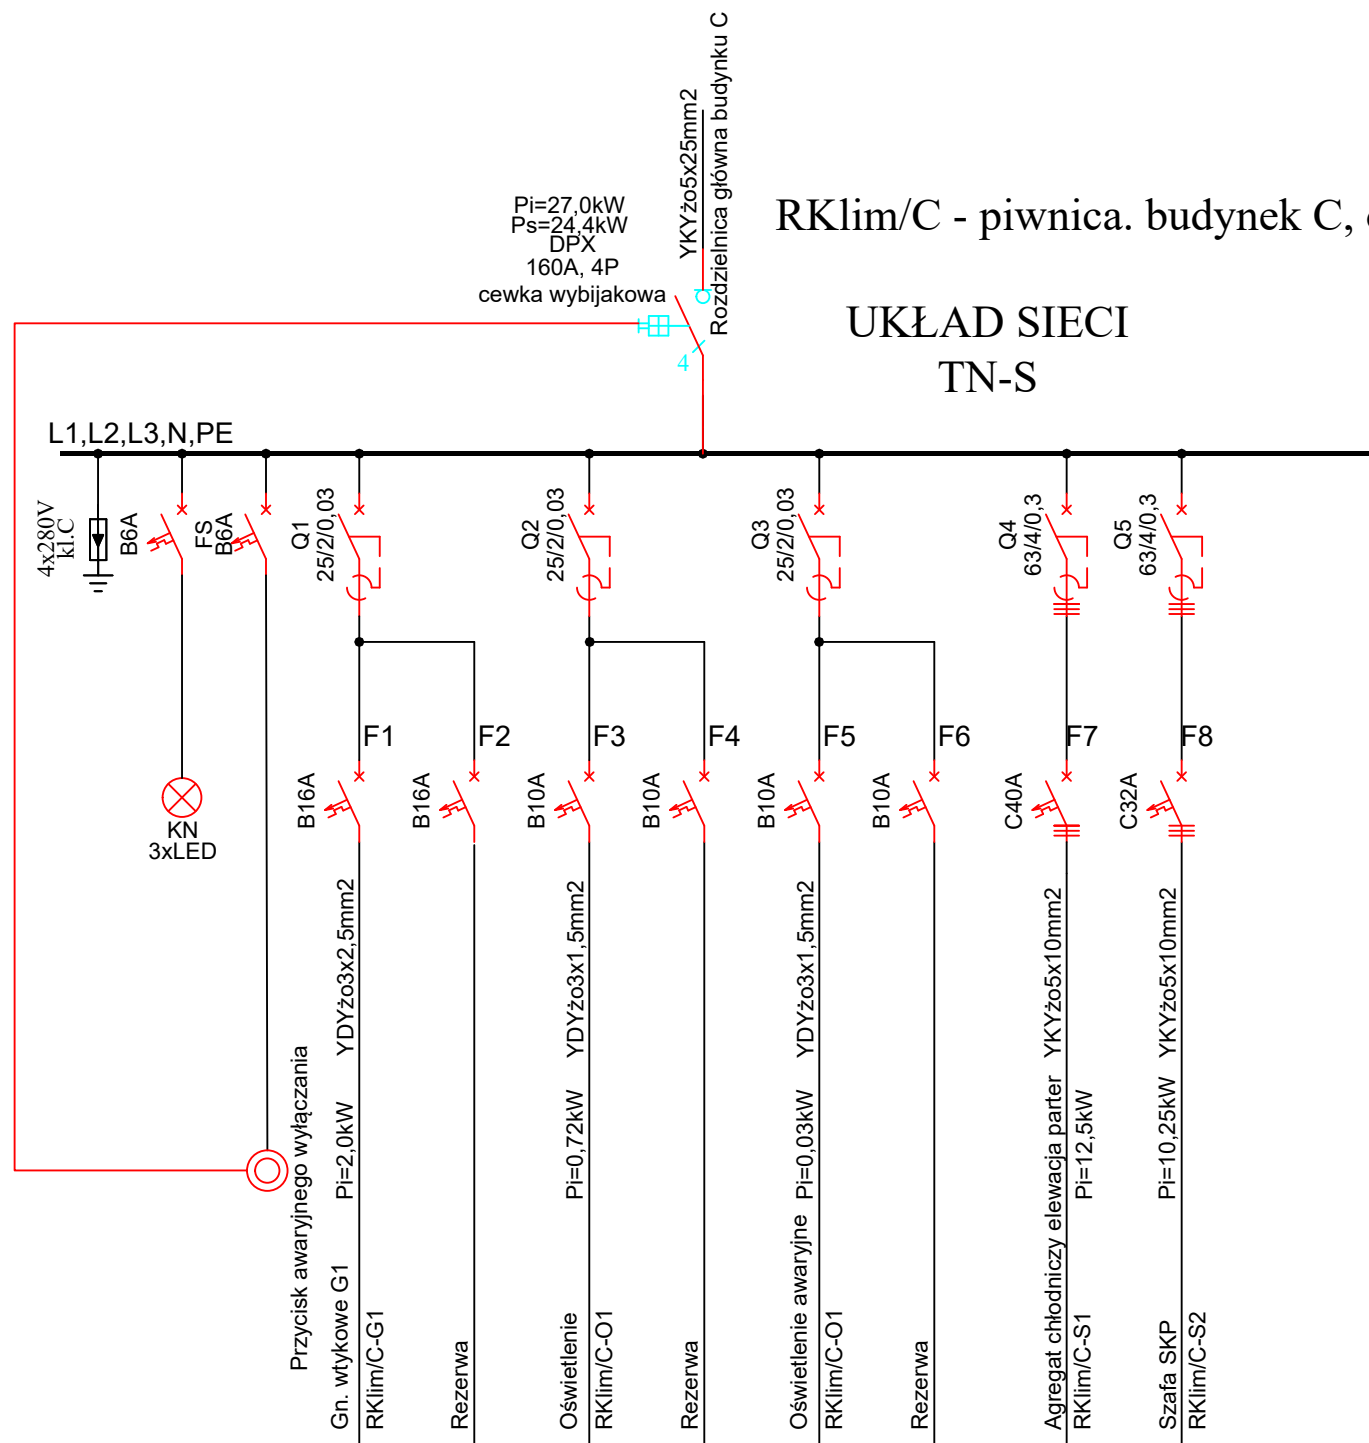 YKYżo5x25mm2
Rozdzielnica główna budynku C
Pi=27,0kW
Ps=24,4kW
DPX
160A, 4P
cewka wybijakowa
4
RKlim/C - piwnica. budynek C,
UKŁAD SIECI
TN-S
L1,L2,L3,N,PE
4x280V
kl.C
B6A
FS
B6A
Q1
25/2/0,03
Q2
25/2/0,03
Q3
25/2/0,03
Q4
63/4/0,3
Q5
63/4/0,3
F1
F2
F3
F4
F5
F6
F7
F8
B16A
B16A
B10A
B10A
B10A
B10A
C40A
C32A
KN
3xLED
Przycisk awaryjnego wyłączania
Gn. wtykowe G1 Pi=2,0kW YDYżo3x2,5mm2
RKlim/C-G1
Rezerwa
Oświetlenie Pi=0,72kW YDYżo3x1,5mm2
RKlim/C-O1
Rezerwa
Oświetlenie awaryjne Pi=0,03kW YDYżo3x1,5mm2
RKlim/C-O1
Rezerwa
Agregat chłodniczy elewacja parter YKYżo5x10mm2
RKlim/C-S1 Pi=12,5kW
Szafa SKP Pi=10,25kW YKYżo5x10mm2
RKlim/C-S2